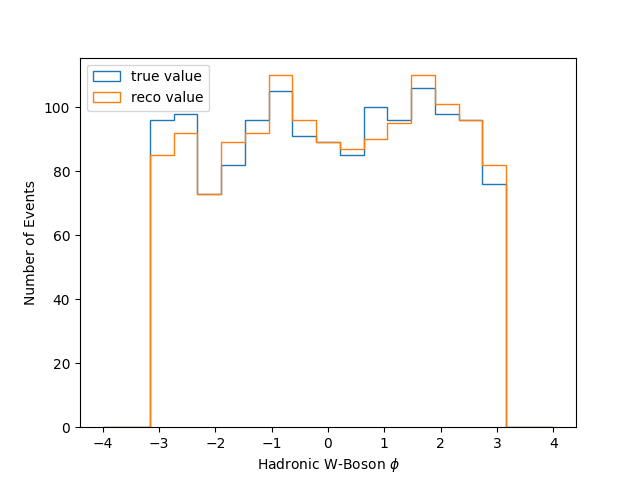 true value
reco value
100
80
60
40
20
0
Number of Events
−4 −3 −2 −1 0 1 2 3 4
Hadronic W-Boson ϕ